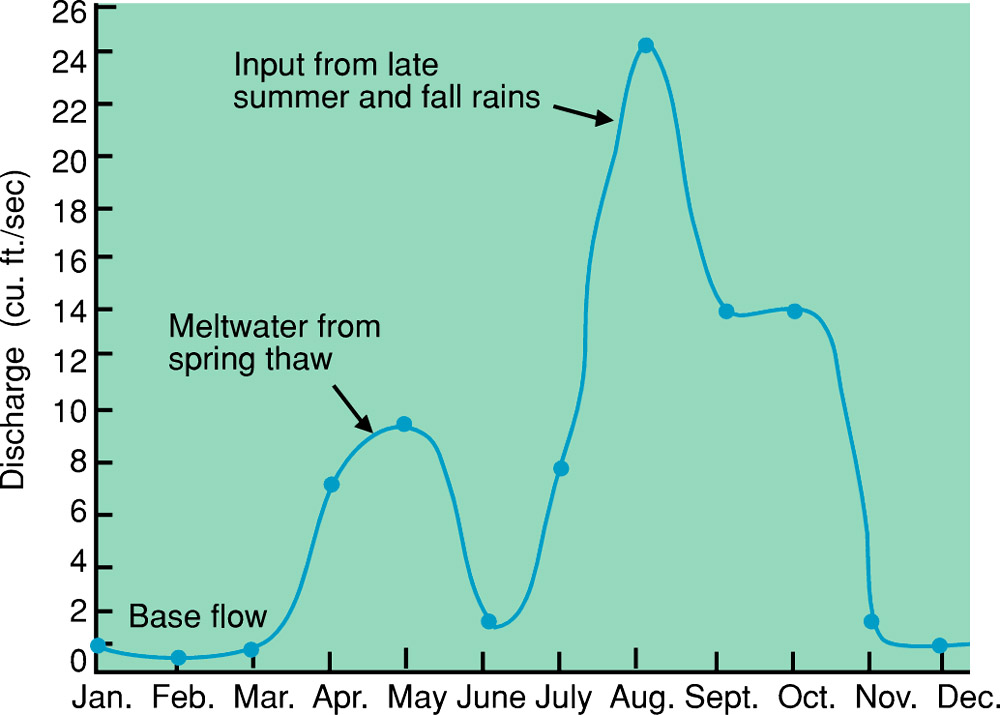 26
24
22
20
18
16
14
12
10
8
6
4
2
0
Discharge (cu. ft./sec)
Input from late
summer and fall rains
Meltwater from
spring thaw
Base flow
Jan. Feb. Mar. Apr. May June July Aug. Sept. Oct. Nov. Dec.